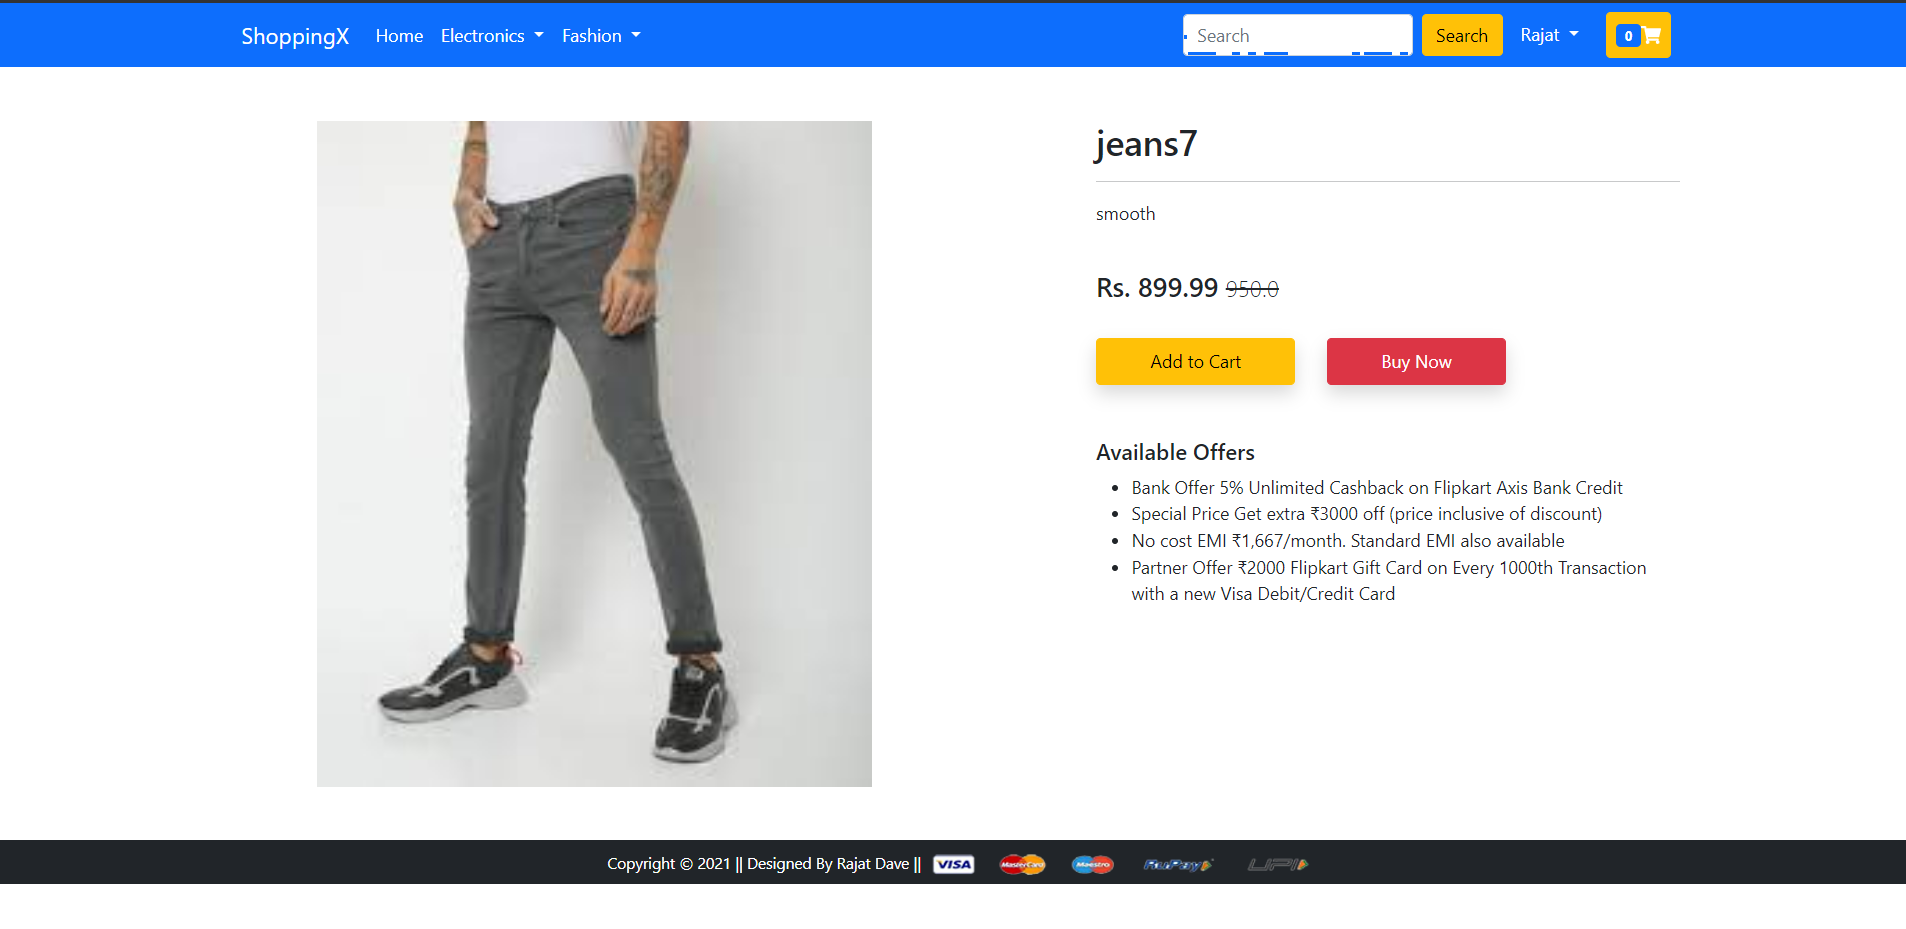 ShoppingX Home Electronics Fashion Search Search Rajat 0
jeans7
smooth
Rs. 899.99 950.0
Add to Cart Buy Now
Available Offers
Bank Offer 5% Unlimited Cashback on Flipkart Axis Bank Credit
Special Price Get extra ₹3000 off (price inclusive of discount)
No cost EMI ₹1,667/month. Standard EMI also available
Partner Offer ₹2000 Flipkart Gift Card on Every 1000th Transaction
with a new Visa Debit/Credit Card
Copyright © 2021 || Designed By Rajat Dave || VISA MasterCard Maestro RuPay UPI